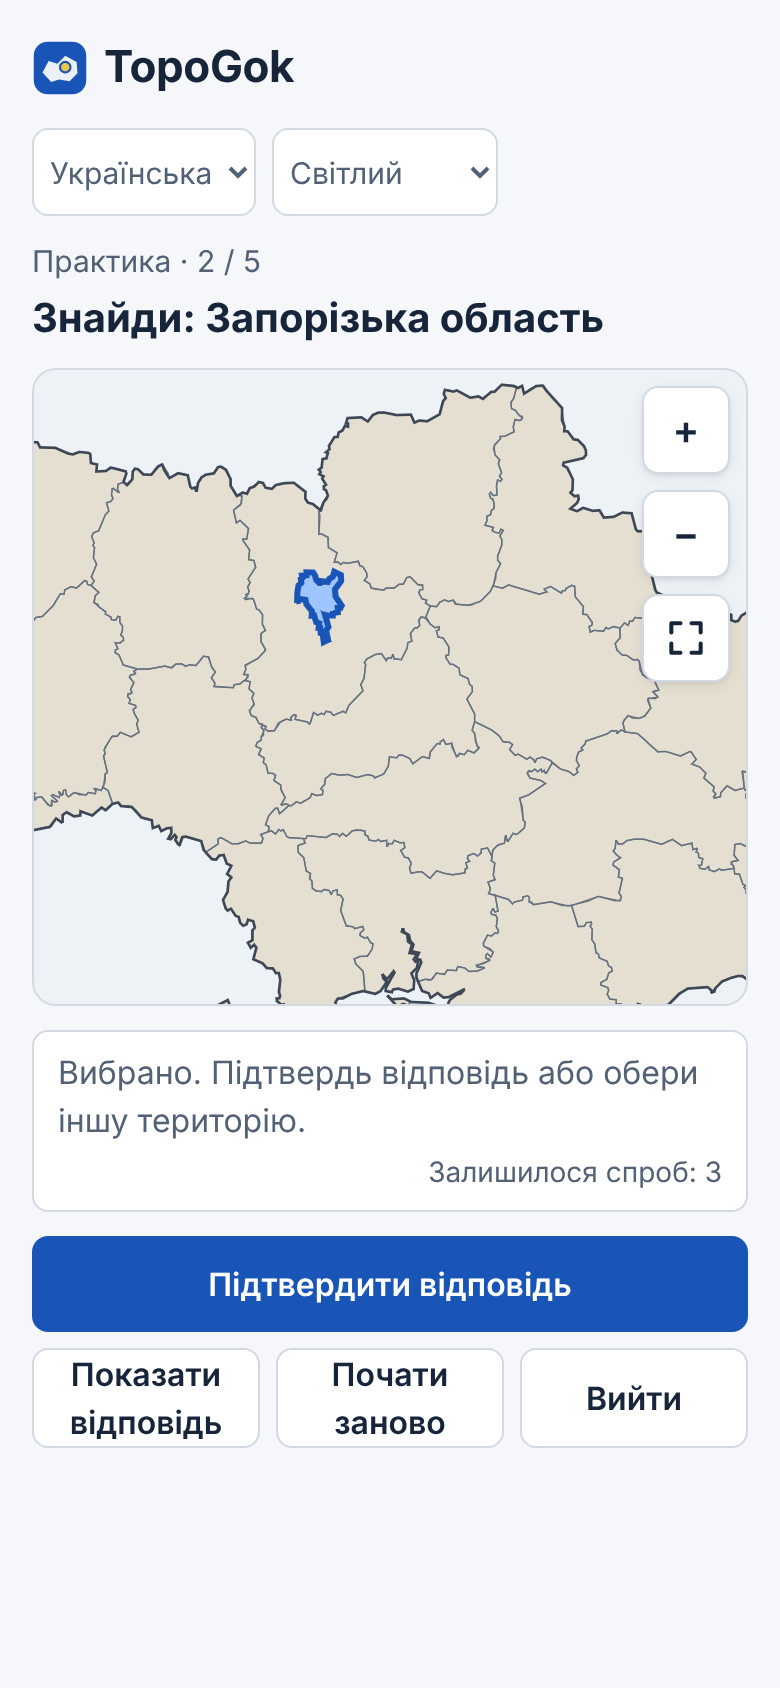 TopoGok
Українська
Світлий
Практика · 2 / 5
Знайди: Запорізька область
+
−
Вибрано. Підтвердь відповідь або обери
іншу територію.
Залишилося спроб: 3
Підтвердити відповідь
Показати
відповідь
Почати
заново
Вийти